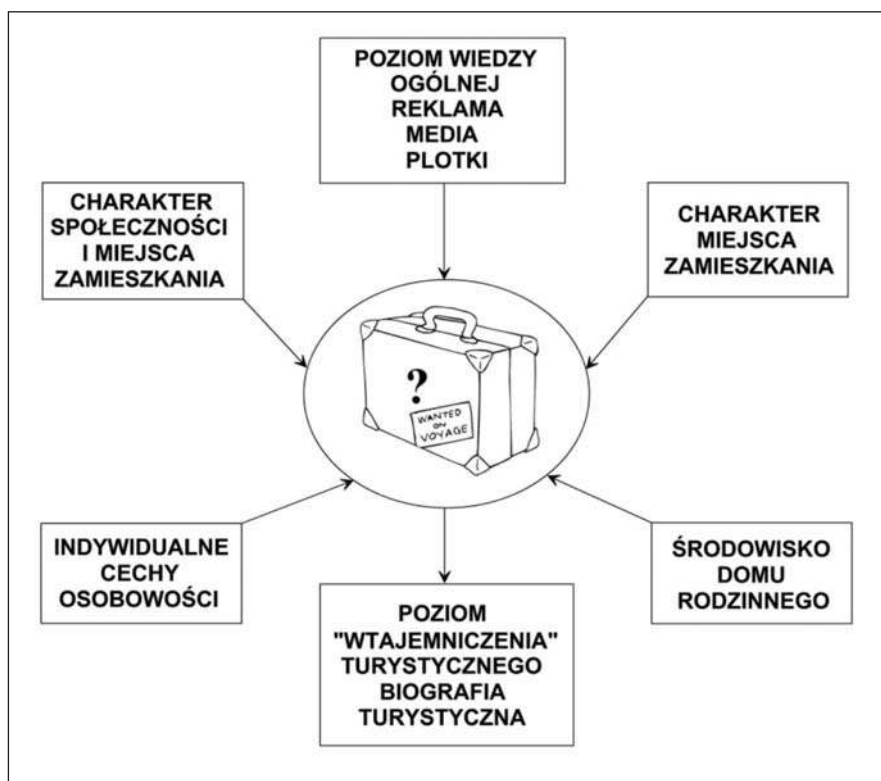 POZIOM WIEDZY
OGÓLNEJ
REKLAMA
MEDIA
PLOTKI
CHARAKTER
SPOŁECZNOŚCI
I MIEJSCA
ZAMIESZKANIA
CHARAKTER
MIEJSCA
ZAMIESZKANIA
?
WANTED
ON
VOYAGE
INDYWIDUALNE
CECHY
OSOBOWOŚCI
ŚRODOWISKO
DOMU
RODZINNEGO
POZIOM
"WTAJEMNICZENIA"
TURYSTYCZNEGO
BIOGRAFIA
TURYSTYCZNA